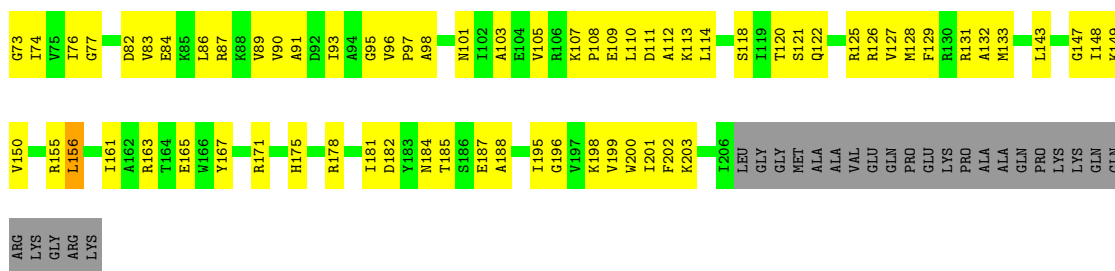 G73 I74 V75 I76 G77 D82 V83 E84 K85 L86 R87 K88 V89 V90 A91 D92 I93 A94 G95 V96 P97 A98 N101 I102 A103 E104 V105 R106 K107 P108 E109 L110 D111 A112 K113 L114 S118 I119 T120 S121 Q122 R125 R126 V127 M128 F129 R130 R131 A132 M133 L143 G147 I148 K149
V150 R155 L156 I161 A162 R163 T164 E165 W166 Y167 R171 H175 R178 I181 D182 Y183 N184 T185 S186 E187 A188 I195 G196 V197 K198 V199 W200 I201 F202 K203 I206 LEU GLY GLY MET ALA ALA VAL GLU GLN PRO GLU LYS PRO ALA ALA GLN PRO LYS LYS GLN GLN
ARG LYS GLY ARG LYS